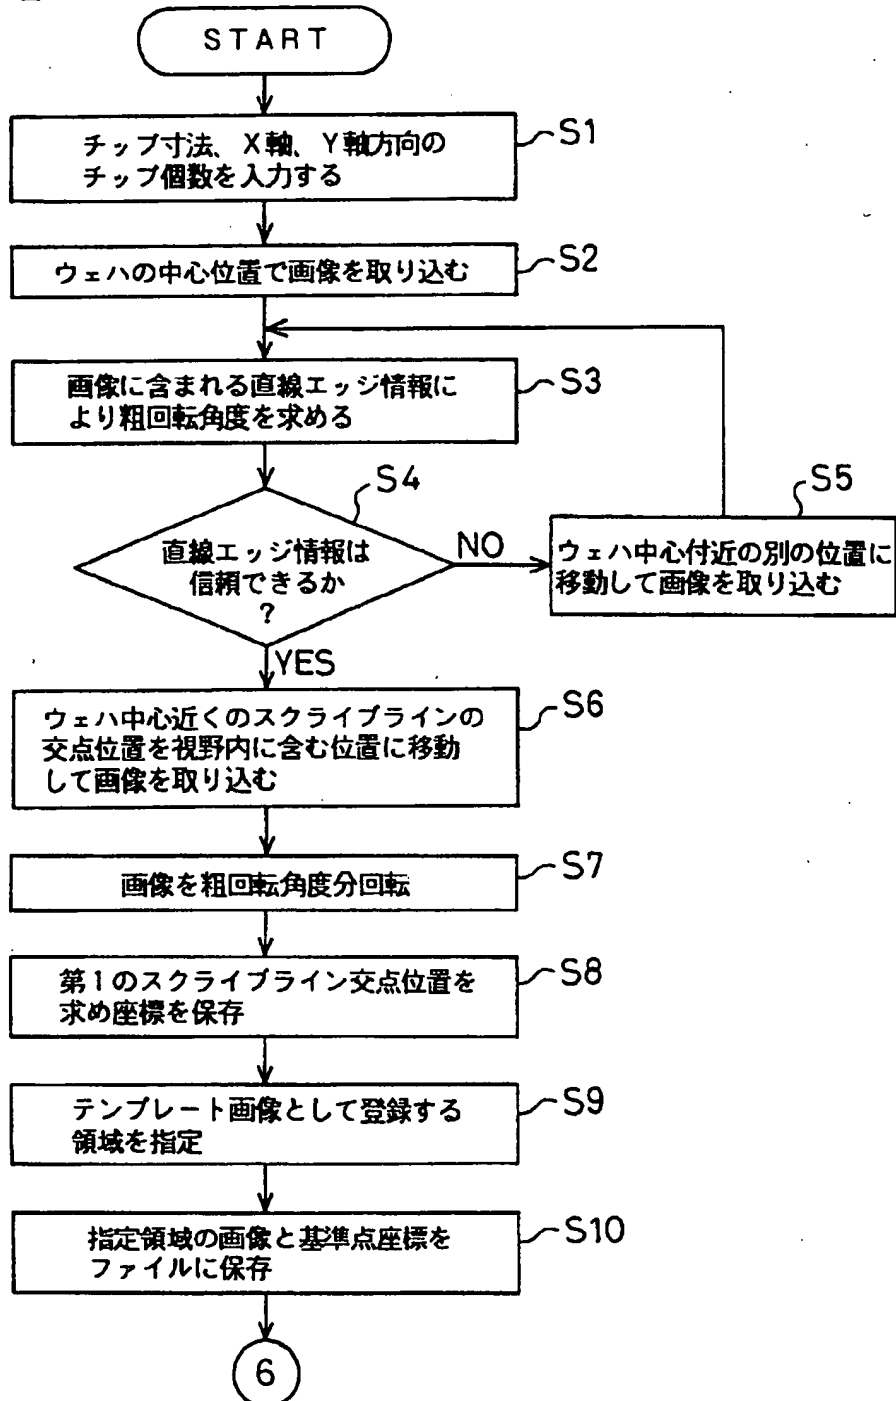 START
チップ寸法、X軸、Y軸方向の
チップ個数を入力する
S1
ウェハの中心位置で画像を取り込む
S2
画像に含まれる直線エッジ情報に
より粗回転角度を求める
S3
S4
直線エッジ情報は
信頼できるか
?
NO
S5
ウェハ中心付近の別の位置に
移動して画像を取り込む
YES
ウェハ中心近くのスクライブラインの
交点位置を視野内に含む位置に移動
して画像を取り込む
S6
画像を粗回転角度分回転
S7
第1のスクライブライン交点位置を
求め座標を保存
S8
テンプレート画像として登録する
領域を指定
S9
指定領域の画像と基準点座標を
ファイルに保存
S10
6